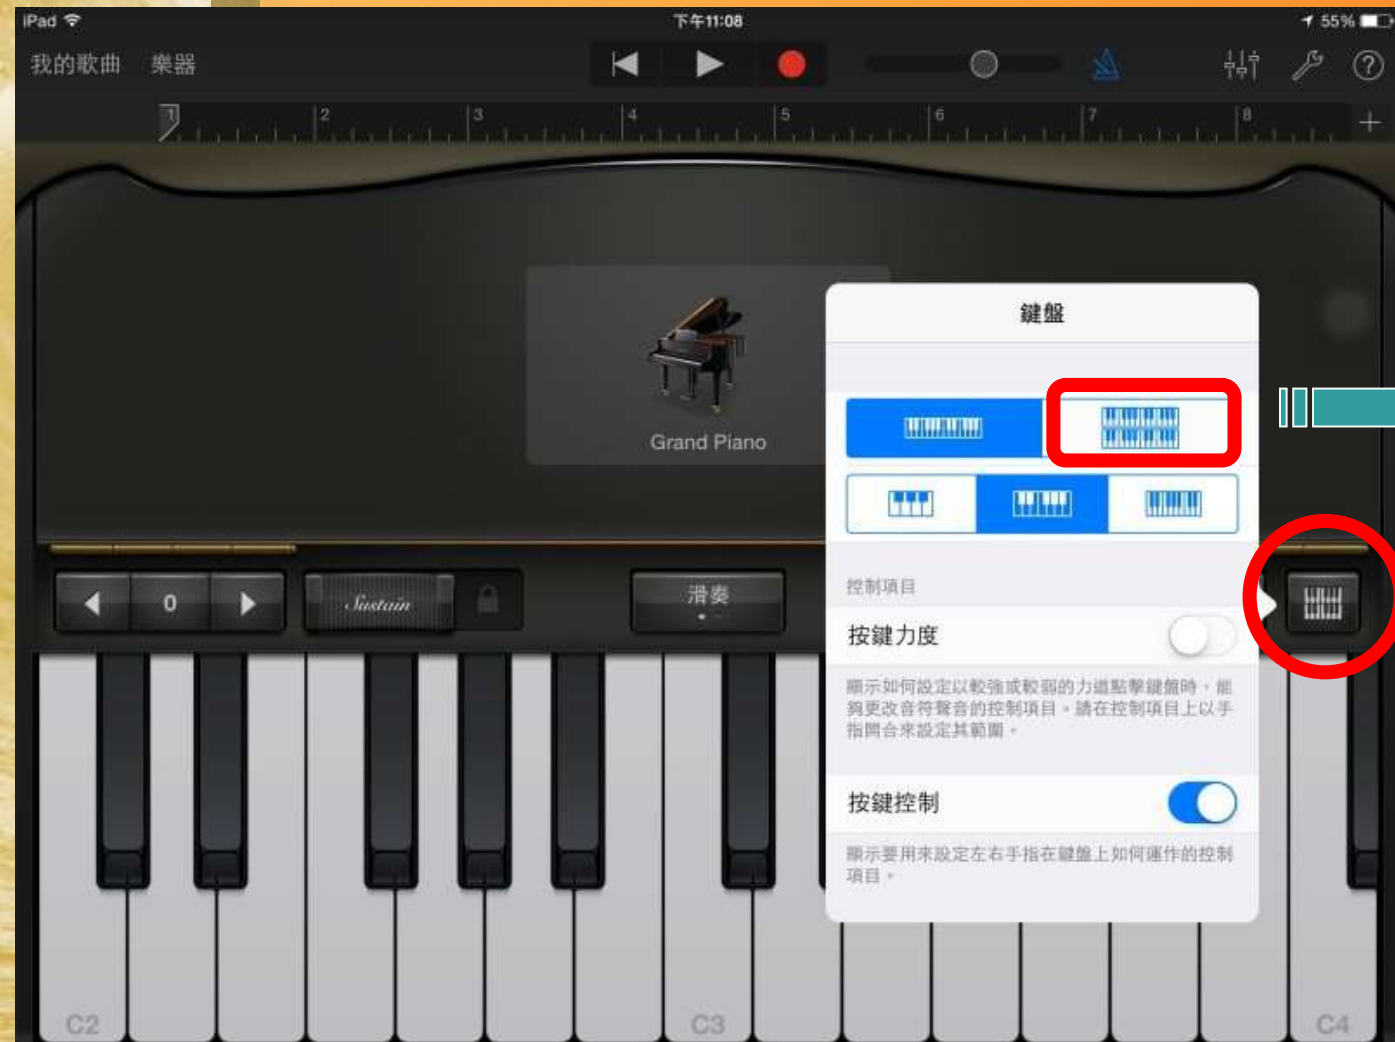 iPad
下午11:08
55%
我的歌曲 樂器
1 2 3 4 5 6 7 8
Grand Piano
鍵盤
0
Sustain
滑奏
控制項目
按鍵力度
顯示如何設定以較強或較弱的力道點擊鍵盤時，能
夠更改音符聲音的控制項目。請在控制項目上以手
指開合來設定其範圍。
按鍵控制
顯示要用來設定左右手指在鍵盤上如何運作的控制
項目。
C2 C3 C4